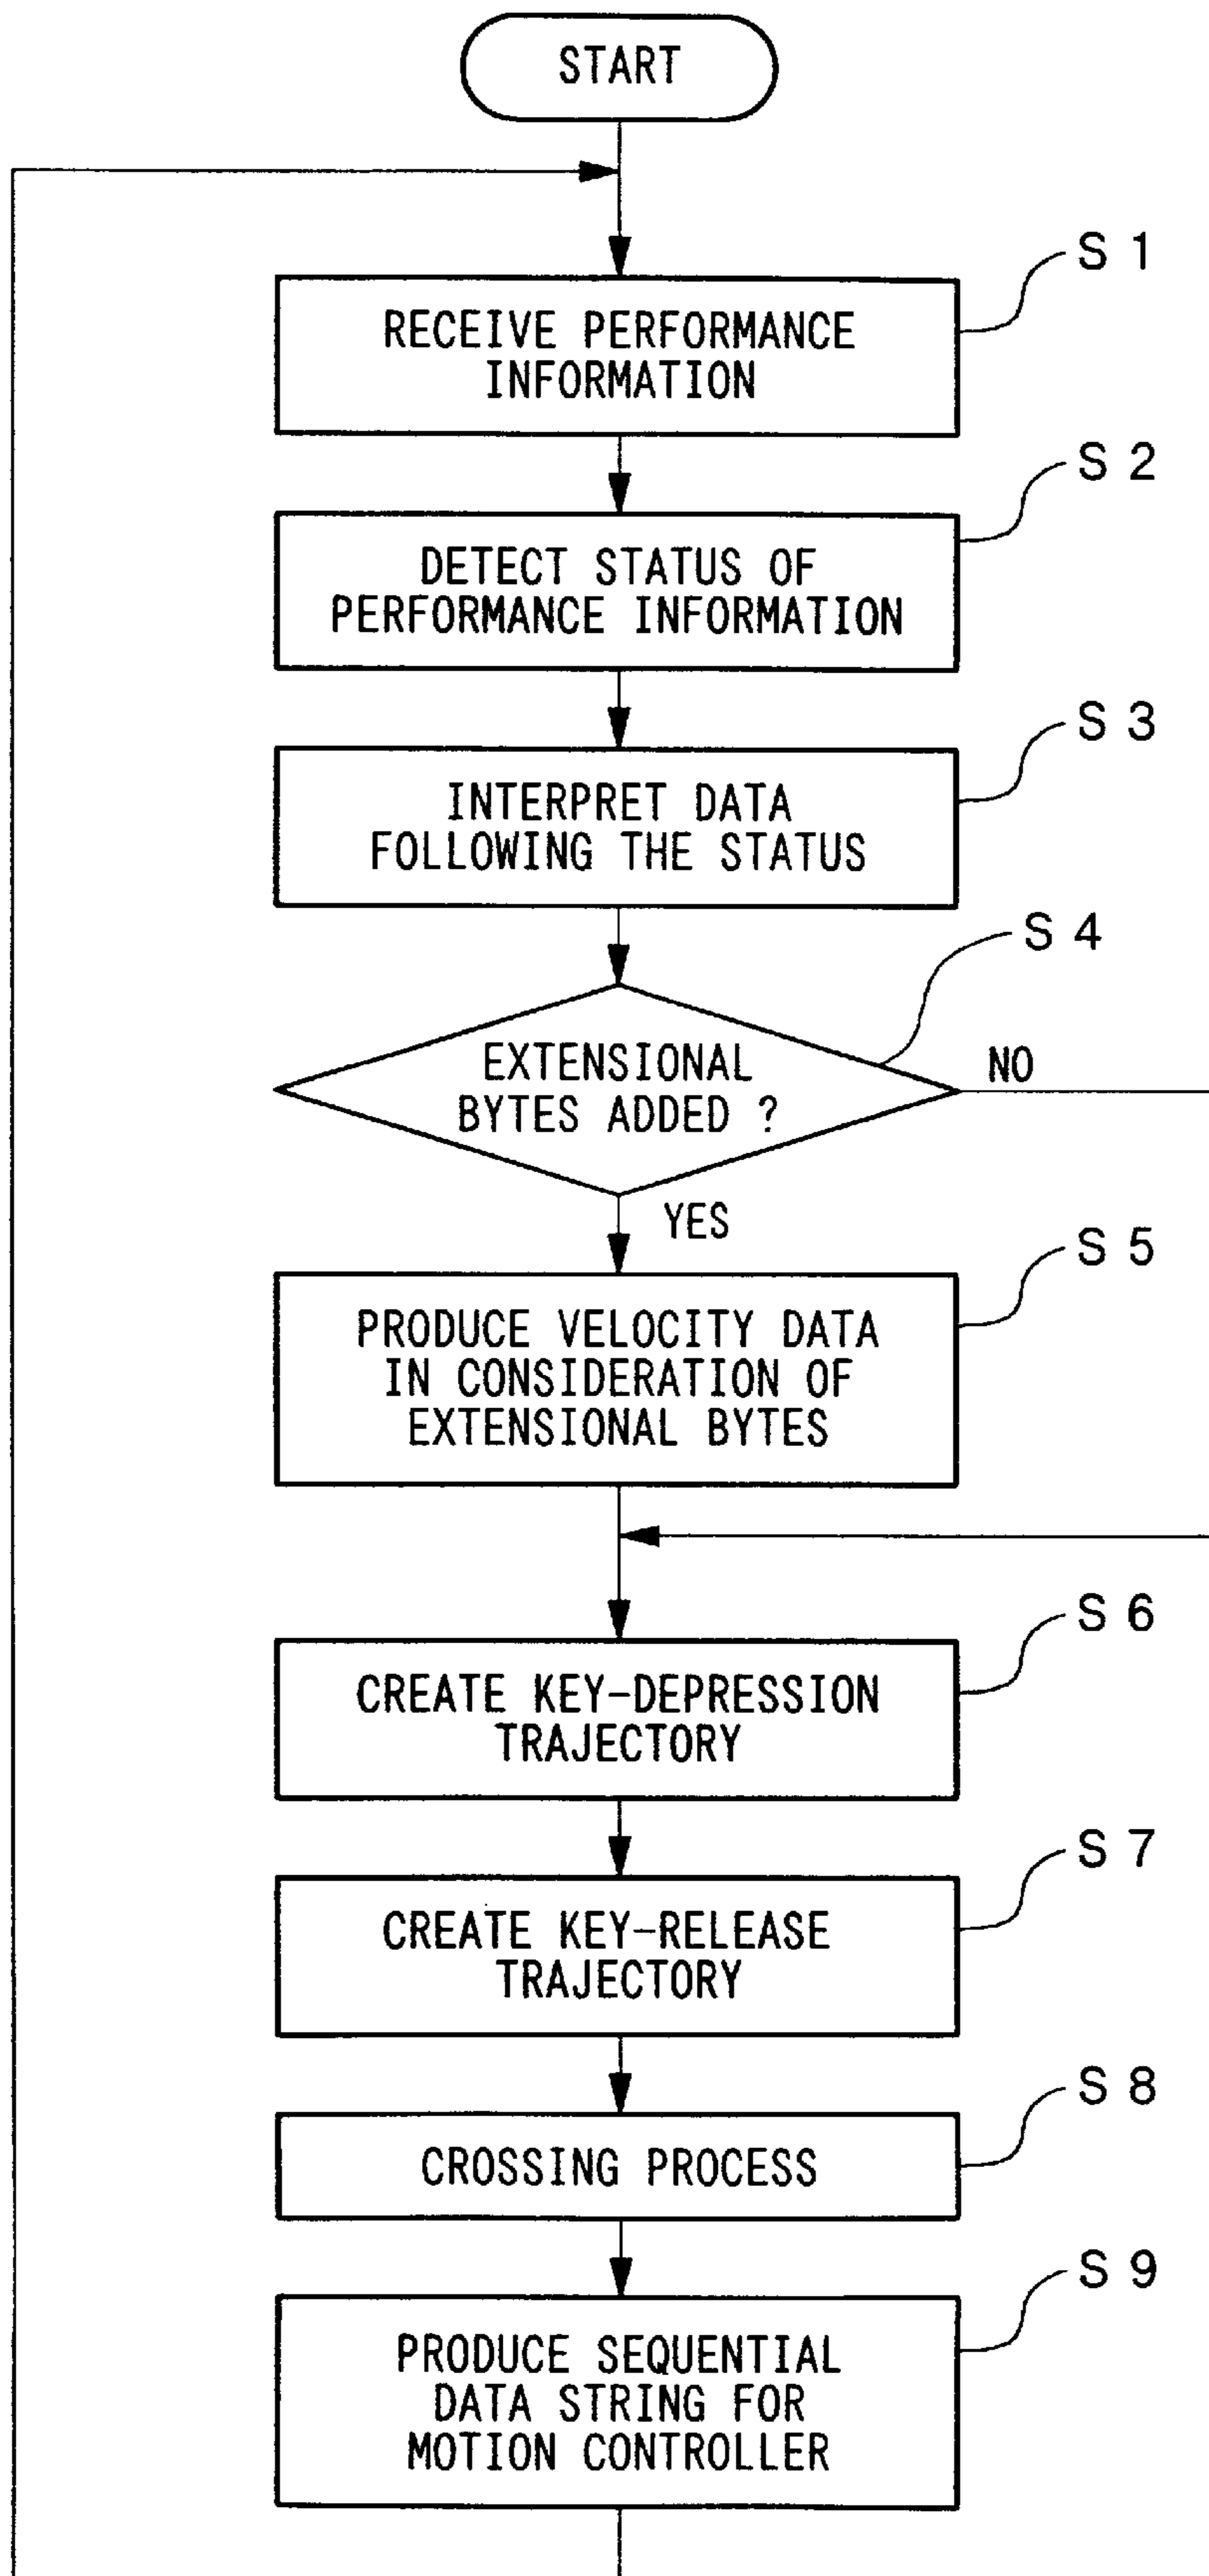 START
S 1
RECEIVE PERFORMANCE
INFORMATION
S 2
DETECT STATUS OF
PERFORMANCE INFORMATION
S 3
INTERPRET DATA
FOLLOWING THE STATUS
S 4
EXTENSIONAL
BYTES ADDED ?
NO
YES
S 5
PRODUCE VELOCITY DATA
IN CONSIDERATION OF
EXTENSIONAL BYTES
S 6
CREATE KEY-DEPRESSION
TRAJECTORY
S 7
CREATE KEY-RELEASE
TRAJECTORY
S 8
CROSSING PROCESS
S 9
PRODUCE SEQUENTIAL
DATA STRING FOR
MOTION CONTROLLER